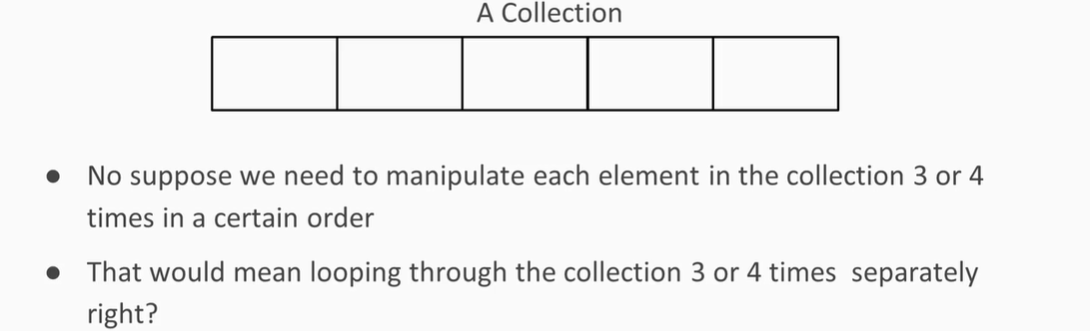 A Collection
● No suppose we need to manipulate each element in the collection 3 or 4
times in a certain order
● That would mean looping through the collection 3 or 4 times separately
right?